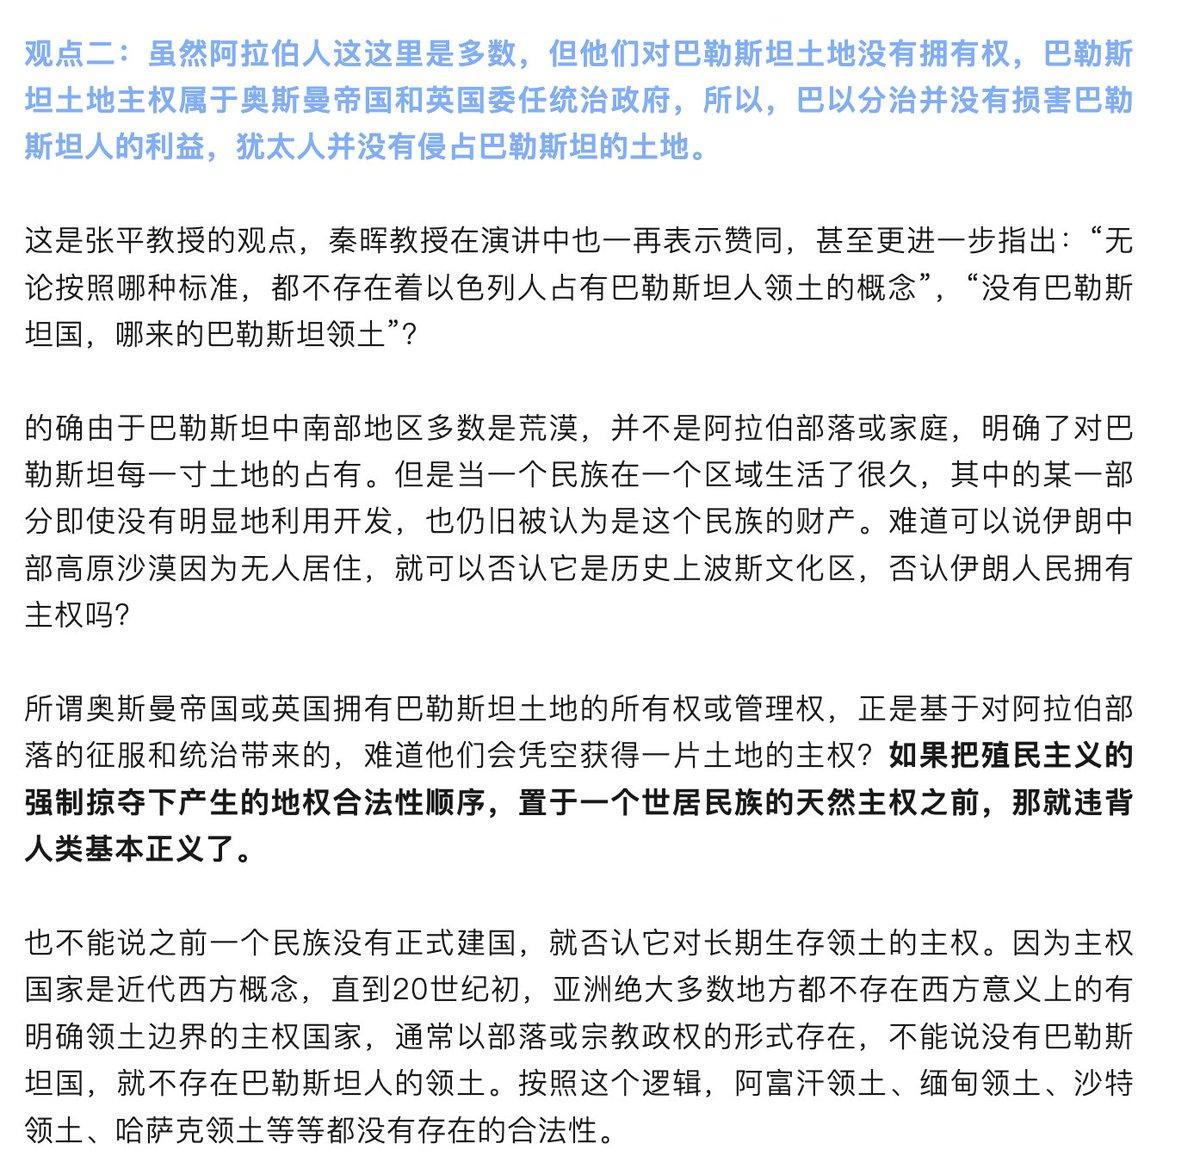 观点二：虽然阿拉伯人这这里是多数，但他们对巴勒斯坦土地没有拥有权，巴勒斯
坦土地主权属于奥斯曼帝国和英国委任统治政府，所以，巴以分治并没有损害巴勒
斯坦人的利益，犹太人并没有侵占巴勒斯坦的土地。
这是张平教授的观点，秦晖教授在演讲中也一再表示赞同，甚至更进一步指出：“无
论按照哪种标准，都不存在着以色列人占有巴勒斯坦人领土的概念”，“没有巴勒斯
坦国，哪来的巴勒斯坦领土”？
的确由于巴勒斯坦中南部地区多数是荒漠，并不是阿拉伯部落或家庭，明确了对巴
勒斯坦每一寸土地的占有。但是当一个民族在一个区域生活了很久，其中的某一部
分即使没有明显地利用开发，也仍旧被认为是这个民族的财产。难道可以说伊朗中
部高原沙漠因为无人居住，就可以否认它是历史上波斯文化区，否认伊朗人民拥有
主权吗？
所谓奥斯曼帝国或英国拥有巴勒斯坦土地的所有权或管理权，正是基于对阿拉伯部
落的征服和统治带来的，难道他们会凭空获得一片土地的主权？如果把殖民主义的
强制掠夺下产生的地权合法性顺序，置于一个世居民族的天然主权之前，那就违背
人类基本正义了。
也不能说之前一个民族没有正式建国，就否认它对长期生存领土的主权。因为主权
国家是近代西方概念，直到20世纪初，亚洲绝大多数地方都不存在西方意义上的有
明确领土边界的主权国家，通常以部落或宗教政权的形式存在，不能说没有巴勒斯
坦国，就不存在巴勒斯坦人的领土。按照这个逻辑，阿富汗领土、缅甸领土、沙特
领土、哈萨克领土等等都没有存在的合法性。